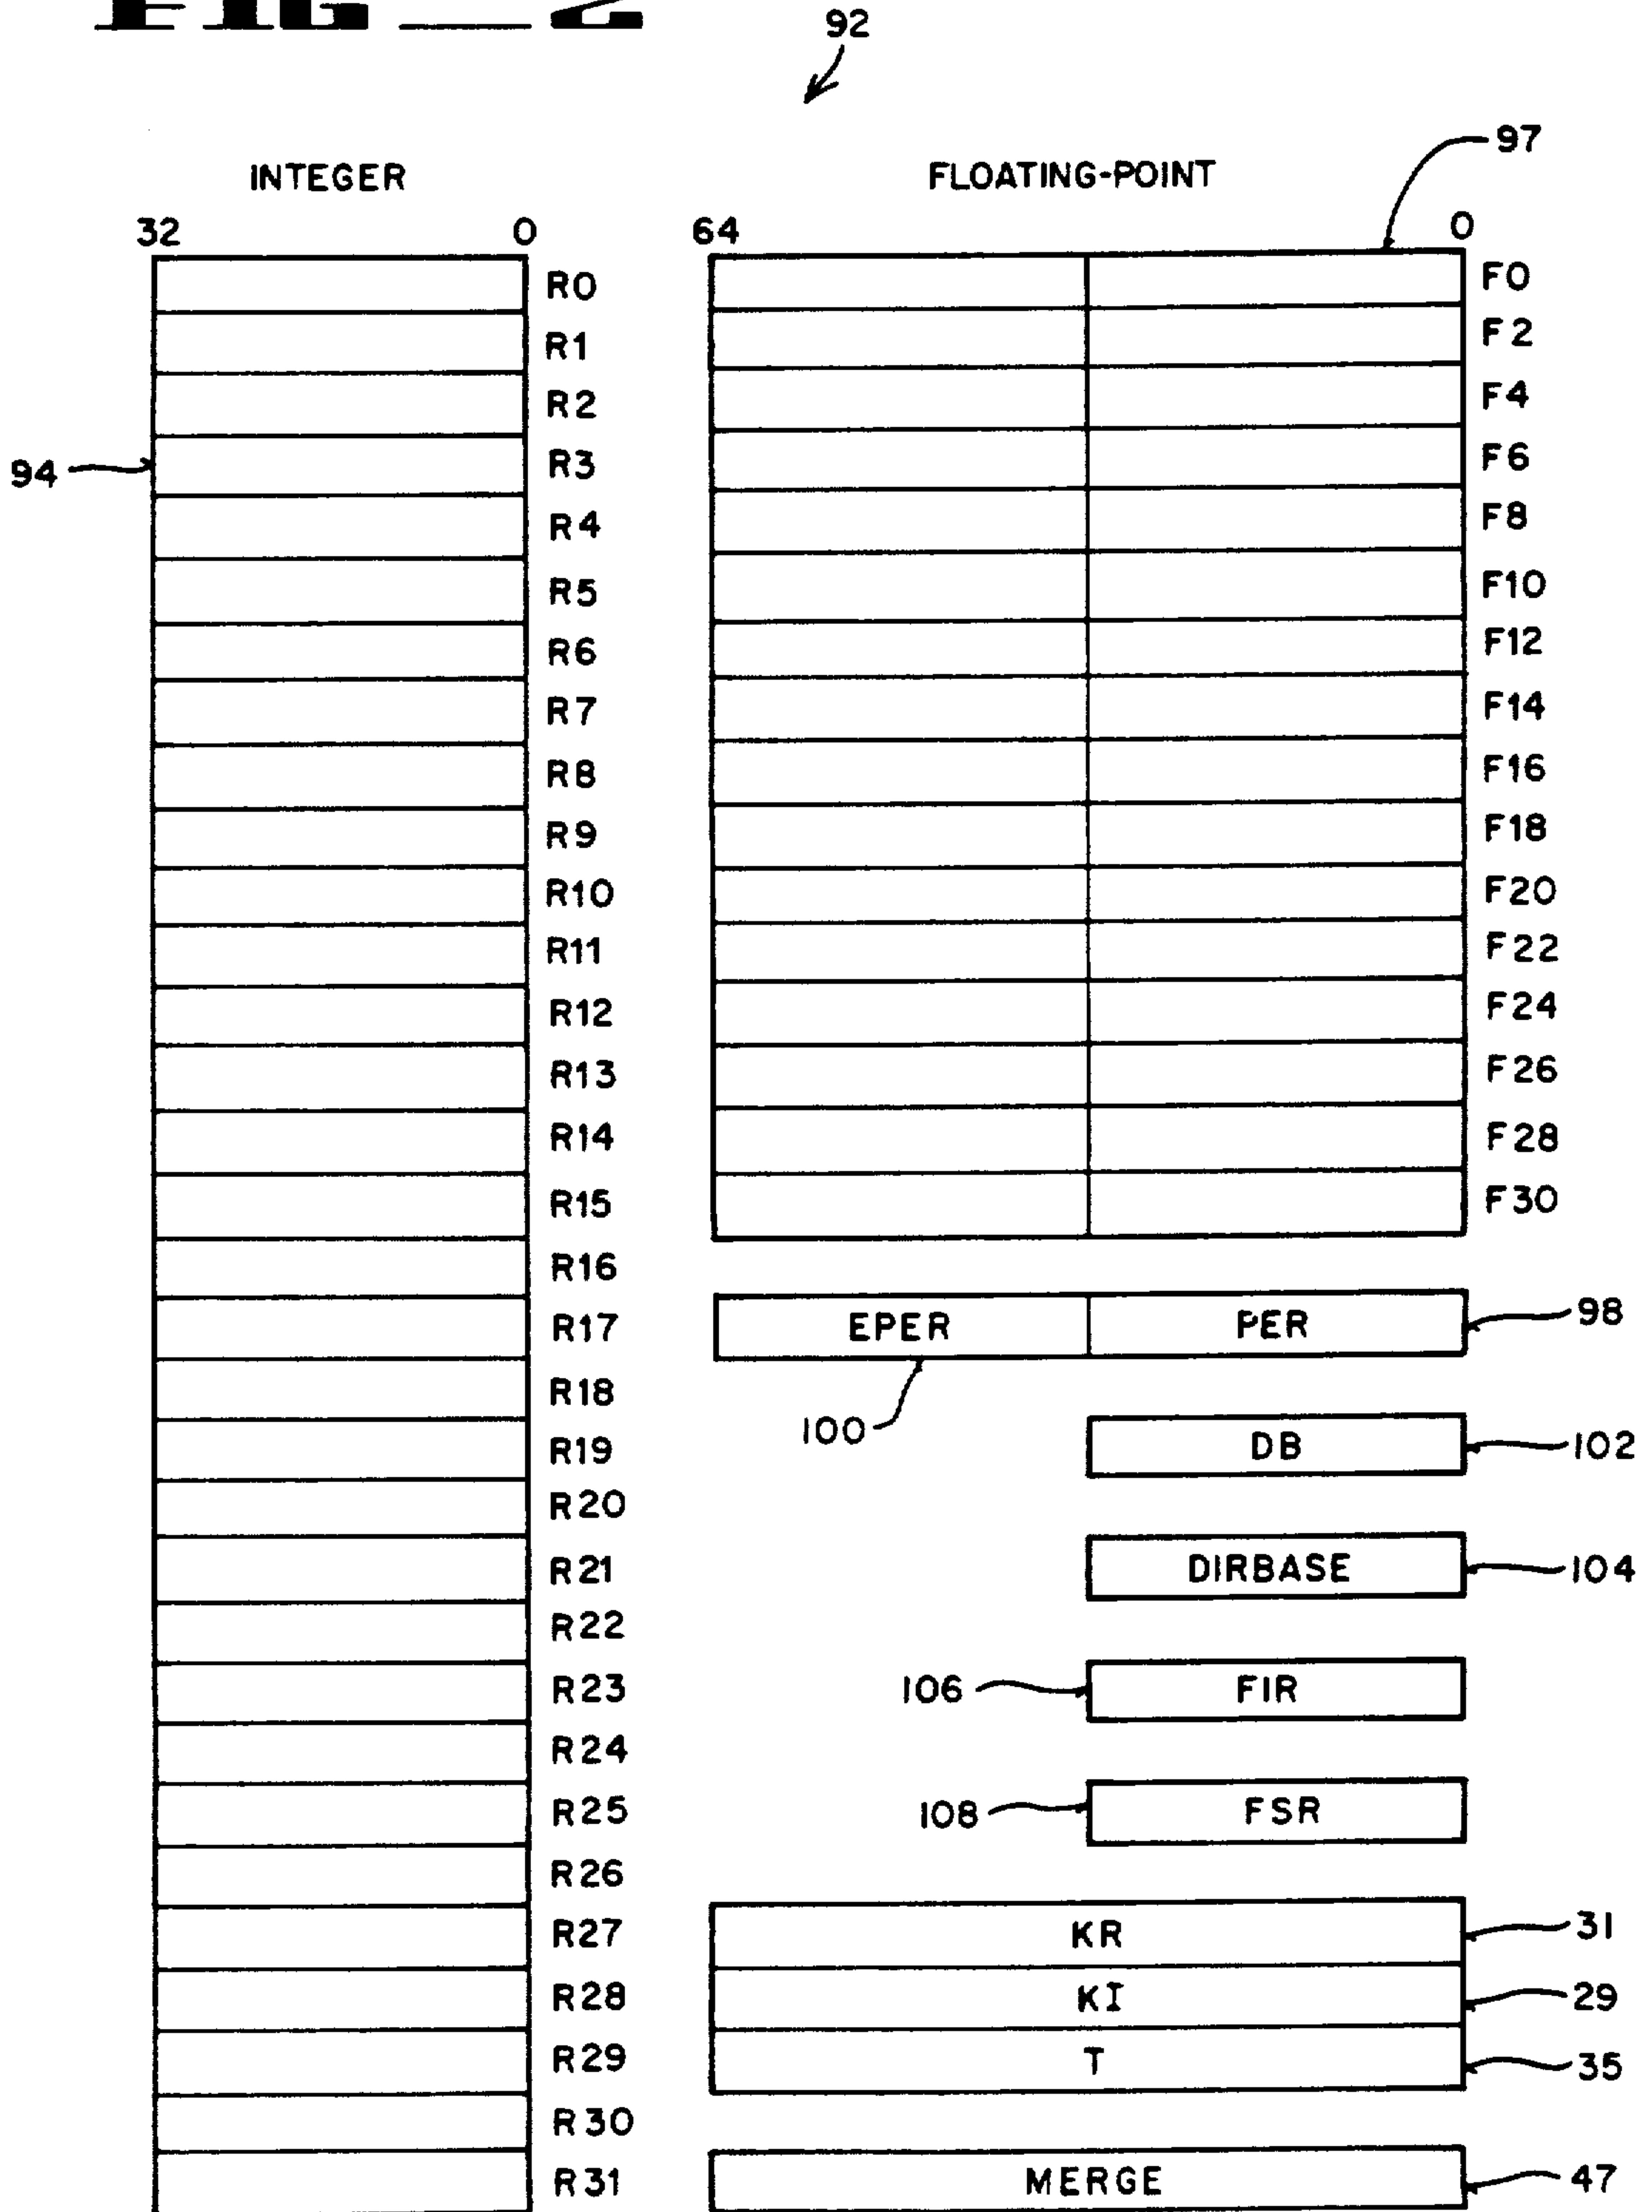 FIG_2
92
97
INTEGER
FLOATING-POINT
32 0
64 0
R0
R1
R2
R3
R4
R5
R6
R7
R8
R9
R10
R11
R12
R13
R14
R15
R16
R17
R18
R19
R20
R21
R22
R23
R24
R25
R26
R27
R28
R29
R30
R31
94
F0
F2
F4
F6
F8
F10
F12
F14
F16
F18
F20
F22
F24
F26
F28
F30
EPER PER 98
100
DB 102
DIRBASE 104
106 FIR
108 FSR
KR 31
KI 29
T 35
MERGE 47